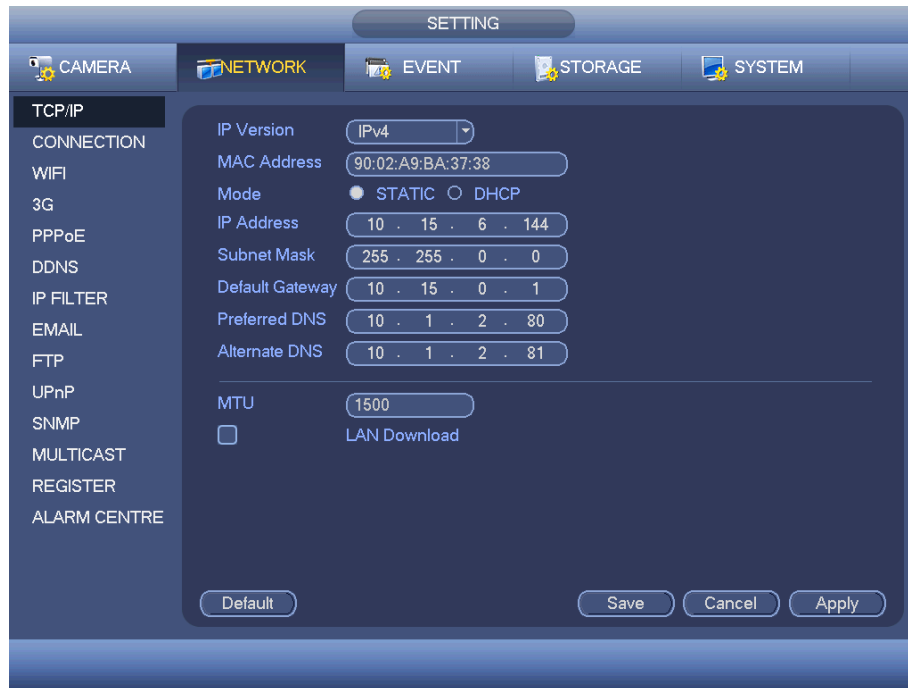 SETTING
CAMERA NETWORK EVENT STORAGE SYSTEM
TCP/IP
CONNECTION
WIFI
3G
PPPoE
DDNS
IP FILTER
EMAIL
FTP
UPnP
SNMP
MULTICAST
REGISTER
ALARM CENTRE
IP Version IPv4
MAC Address 90:02:A9:BA:37:38
Mode STATIC DHCP
IP Address 10 . 15 . 6 . 144
Subnet Mask 255 . 255 . 0 . 0
Default Gateway 10 . 15 . 0 . 1
Preferred DNS 10 . 1 . 2 . 80
Alternate DNS 10 . 1 . 2 . 81
MTU 1500
LAN Download
Default Save Cancel Apply